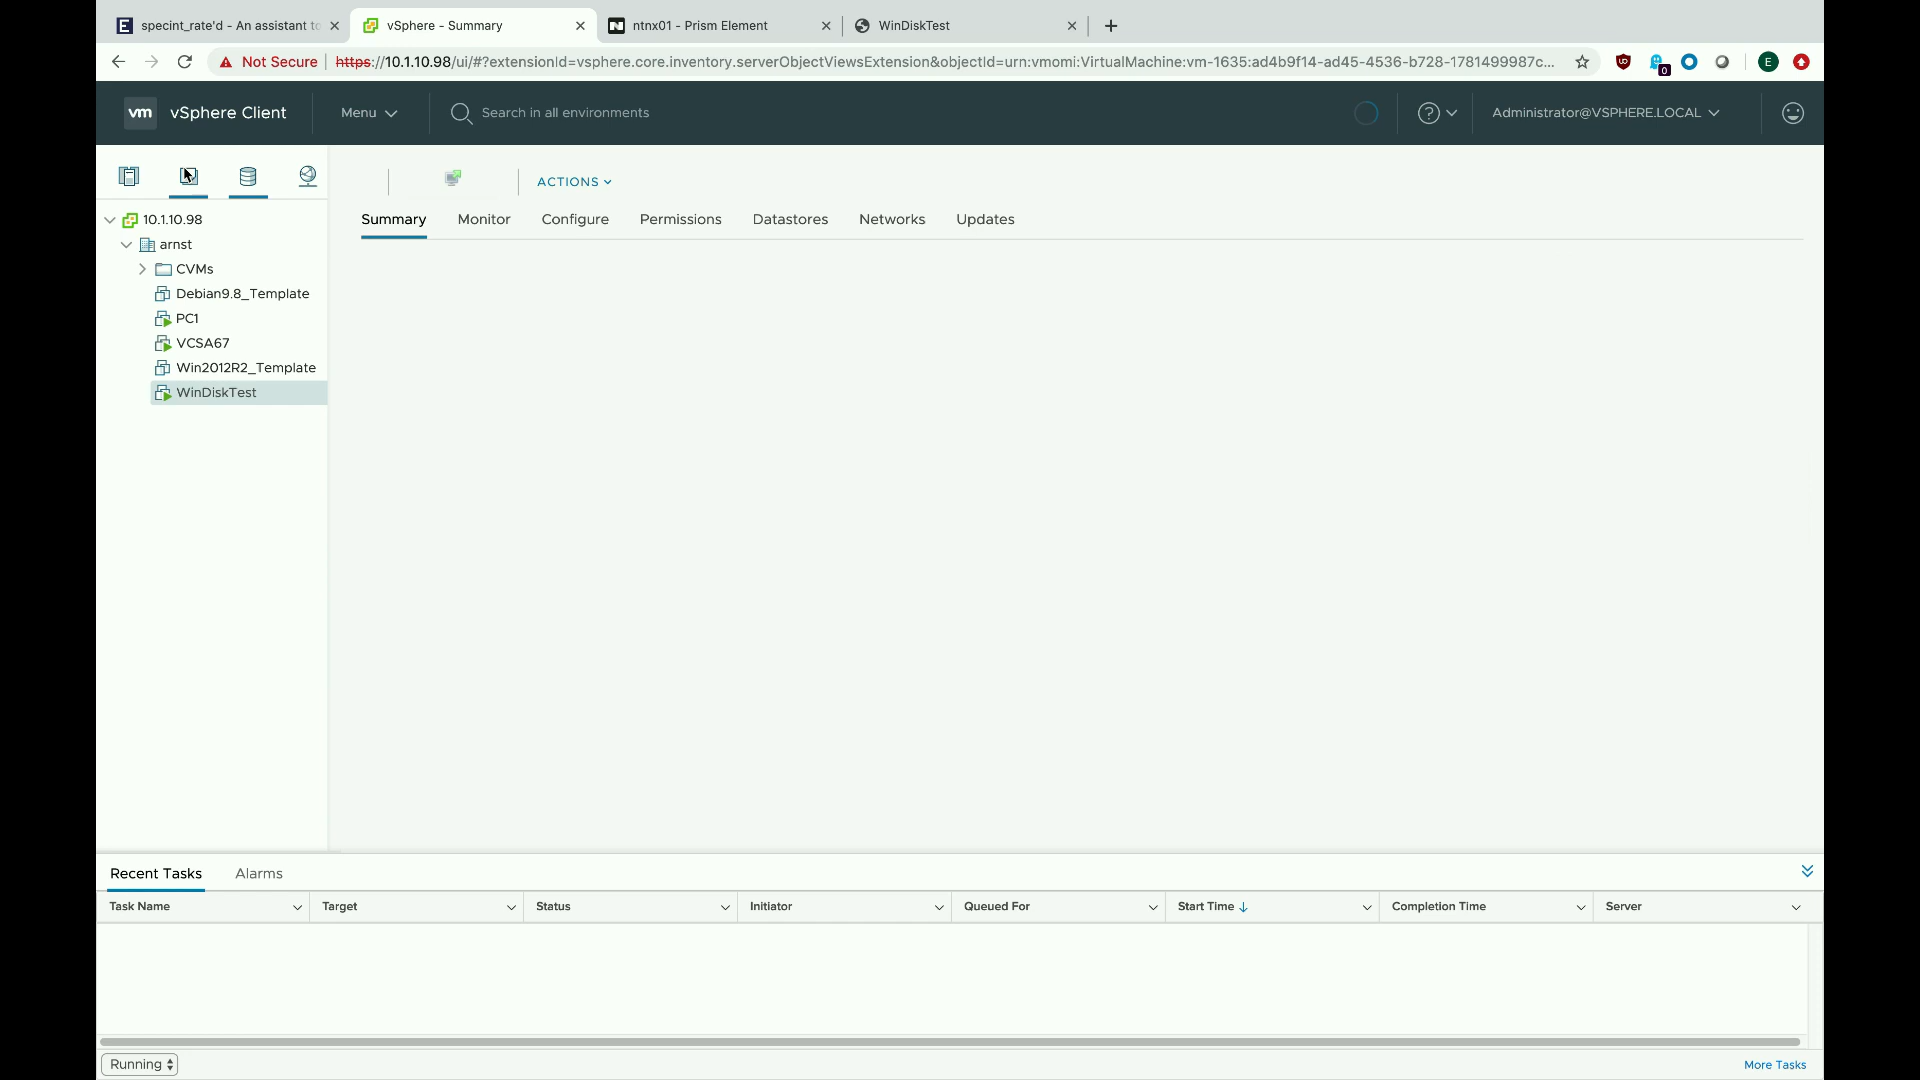 specint_rate'd - An assistant to
vSphere - Summary
ntnx01 - Prism Element
WinDiskTest
Not Secure
https://10.1.10.98/ui/#?extensionId=vsphere.core.inventory.serverObjectViewsExtension&objectId=urn:vmomi:VirtualMachine:vm-1635:ad4b9f14-ad45-4536-b728-1781499987c...
0
E
vm vSphere Client
Menu
Search in all environments
?
Administrator@VSPHERE.LOCAL
ACTIONS
Summary Monitor Configure Permissions Datastores Networks Updates
10.1.10.98
arnst
CVMs
Debian9.8_Template
PC1
VCSA67
Win2012R2_Template
WinDiskTest
Recent Tasks Alarms
Task Name Target Status Initiator Queued For Start Time Completion Time Server
Running
More Tasks